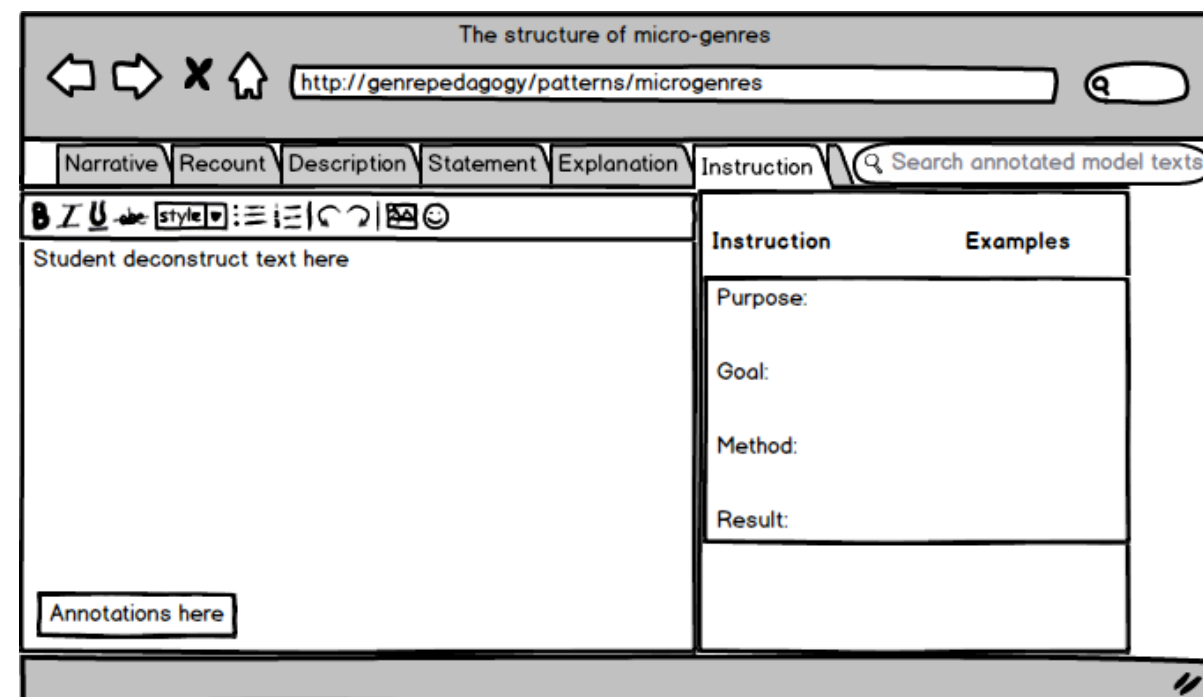 The structure of micro-genres
http://genrepedagogy/patterns/microgenres
Narrative Recount Description Statement Explanation Instruction Search annotated model texts
B I U abc style
Student deconstruct text here
Instruction Examples
Purpose:
Goal:
Method:
Result:
Annotations here